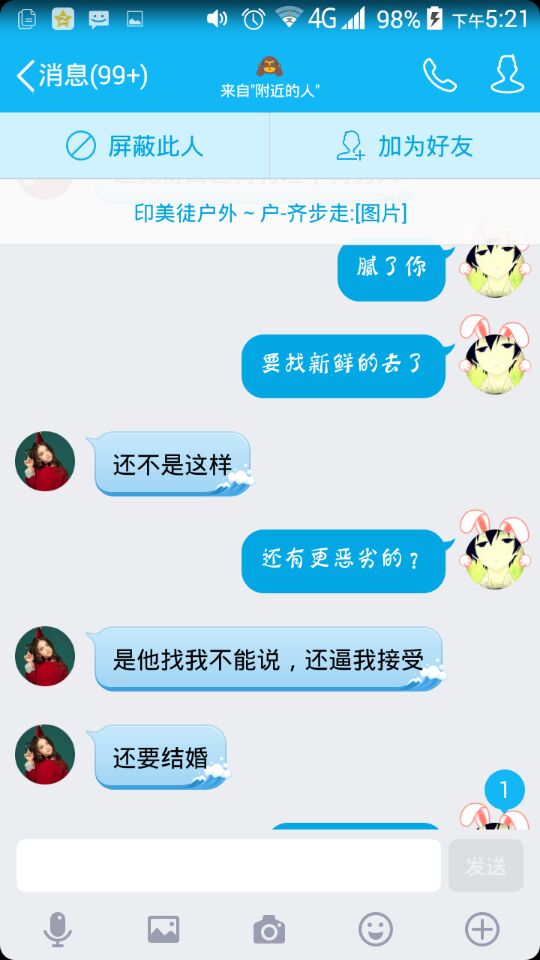 4G 98% 下午5:21
消息(99+)
来自"附近的人"
屏蔽此人
加为好友
印美徒户外 ~ 户-齐步走:[图片]
腻了你
要找新鲜的去了
还不是这样
还有更恶劣的?
是他找我不能说，还逼我接受
还要结婚
1
发送